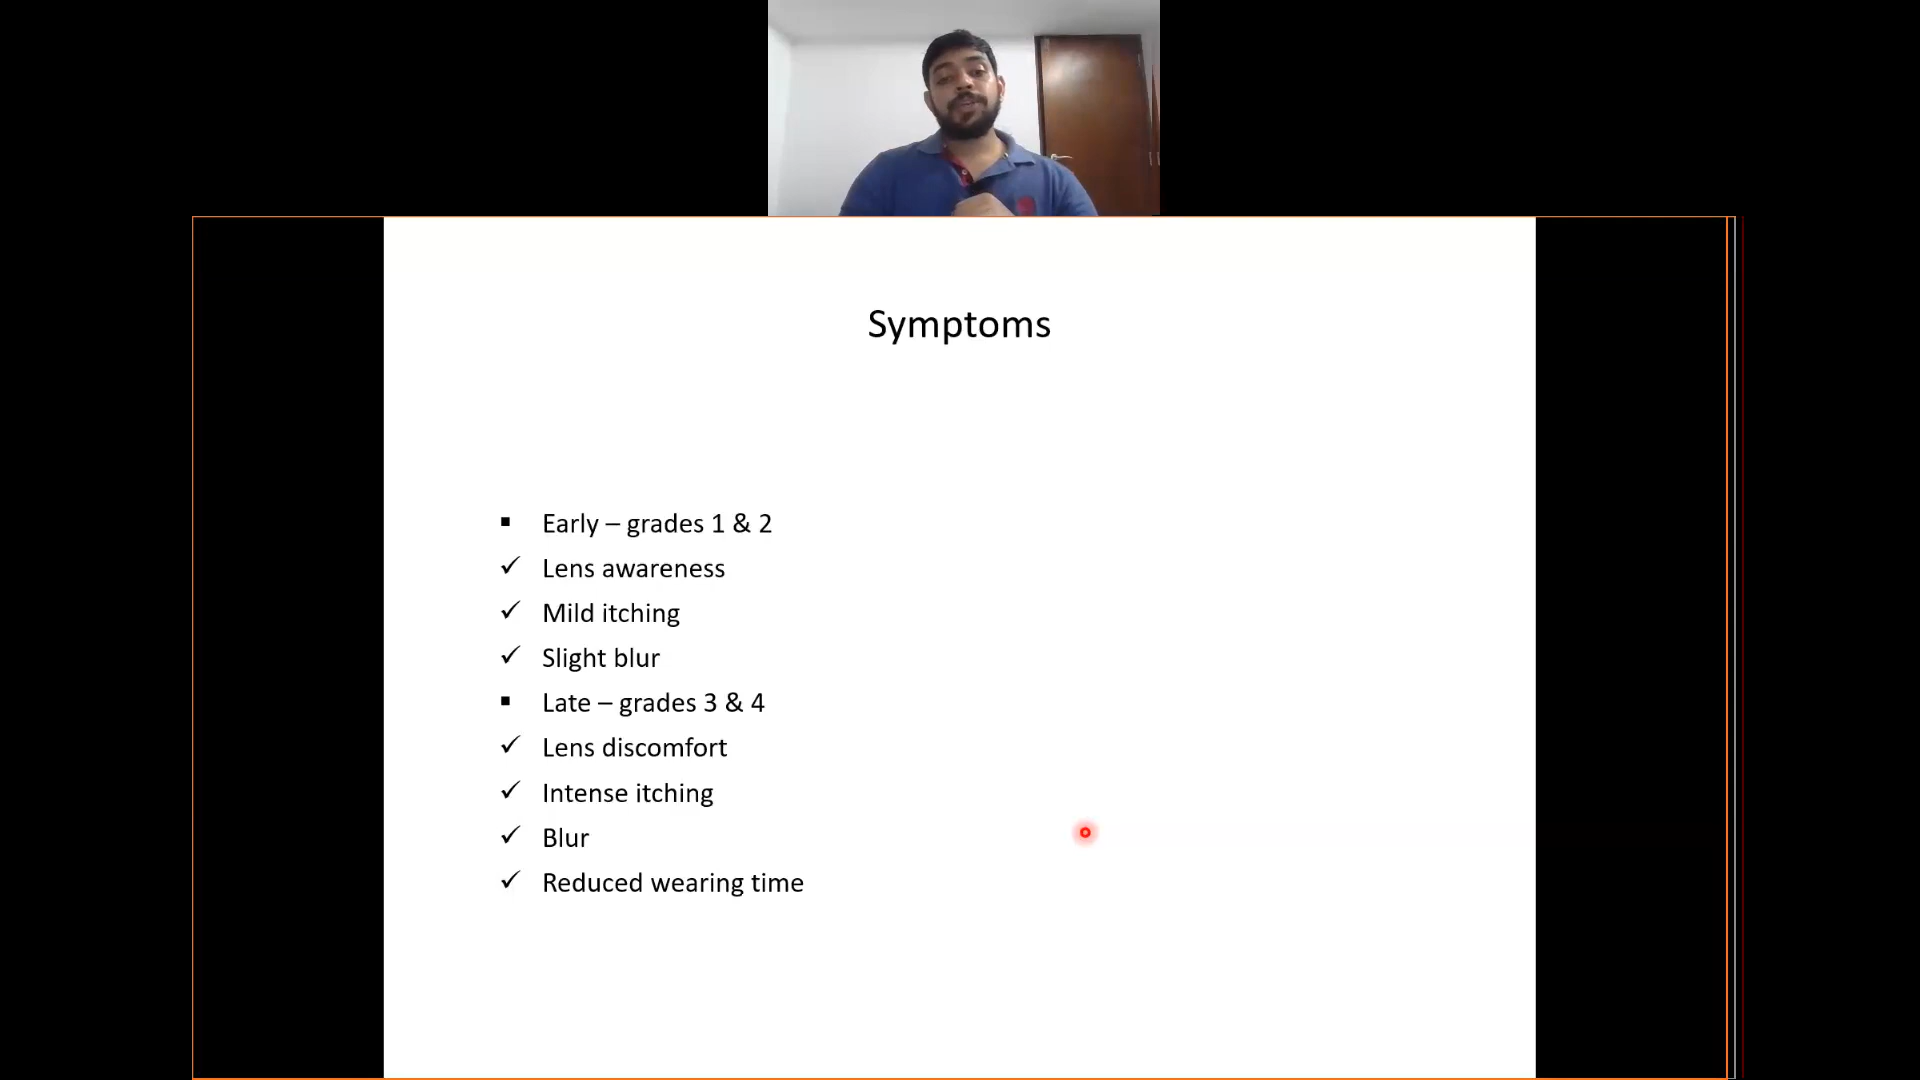 Symptoms
▪ Early – grades 1 & 2
✓ Lens awareness
✓ Mild itching
✓ Slight blur
▪ Late – grades 3 & 4
✓ Lens discomfort
✓ Intense itching
✓ Blur
✓ Reduced wearing time